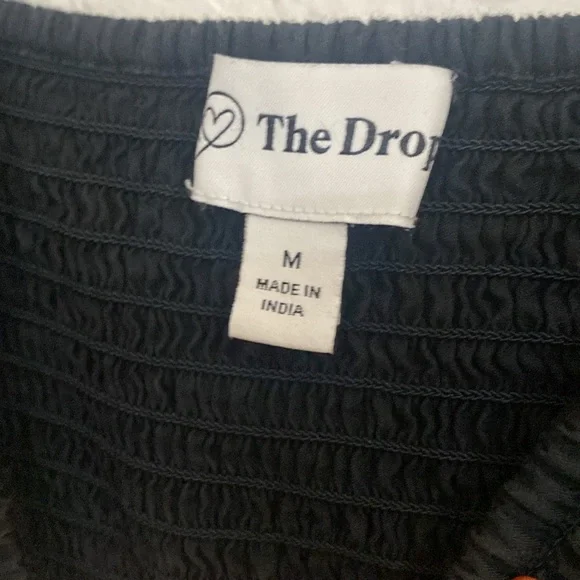 The Drop
M
MADE IN
INDIA